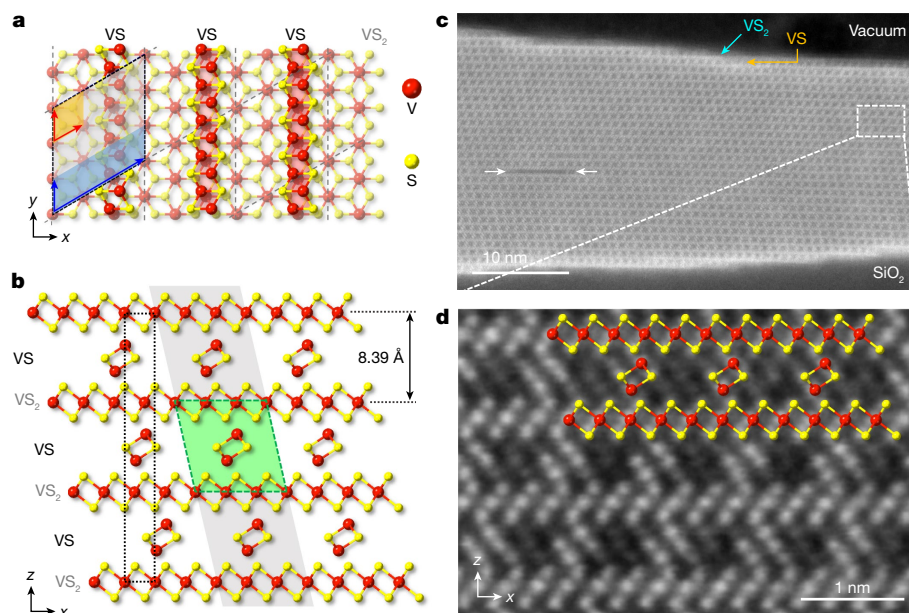 a
VS VS VS VS₂
V
S
y
x
b
VS
VS₂
VS
VS₂
VS
VS₂
8.39 Å
z
x
c
VS₂
VS
Vacuum
10 nm
SiO₂
d
z
x
1 nm